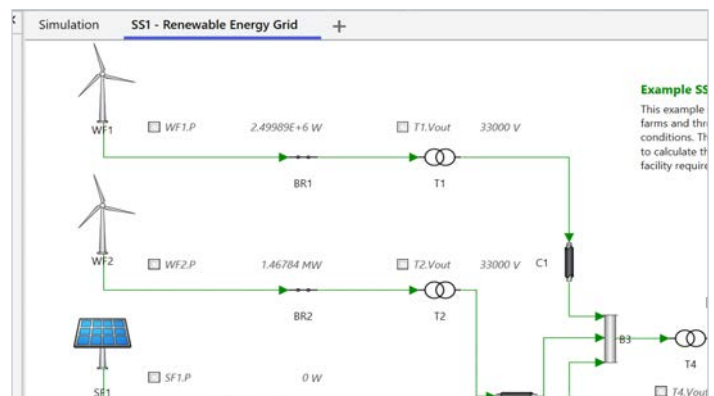 Simulation SS1 - Renewable Energy Grid +
Example SS
This example
farms and thr
conditions. Th
to calculate th
facility require
WF1 WF1.P 2.49989E+6 W T1.Vout 33000 V
BR1 T1
WF2 WF2.P 1.46784 MW T2.Vout 33000 V C1
BR2 T2 B3
T4
SF1.P 0 W
SF1 T4.Vout